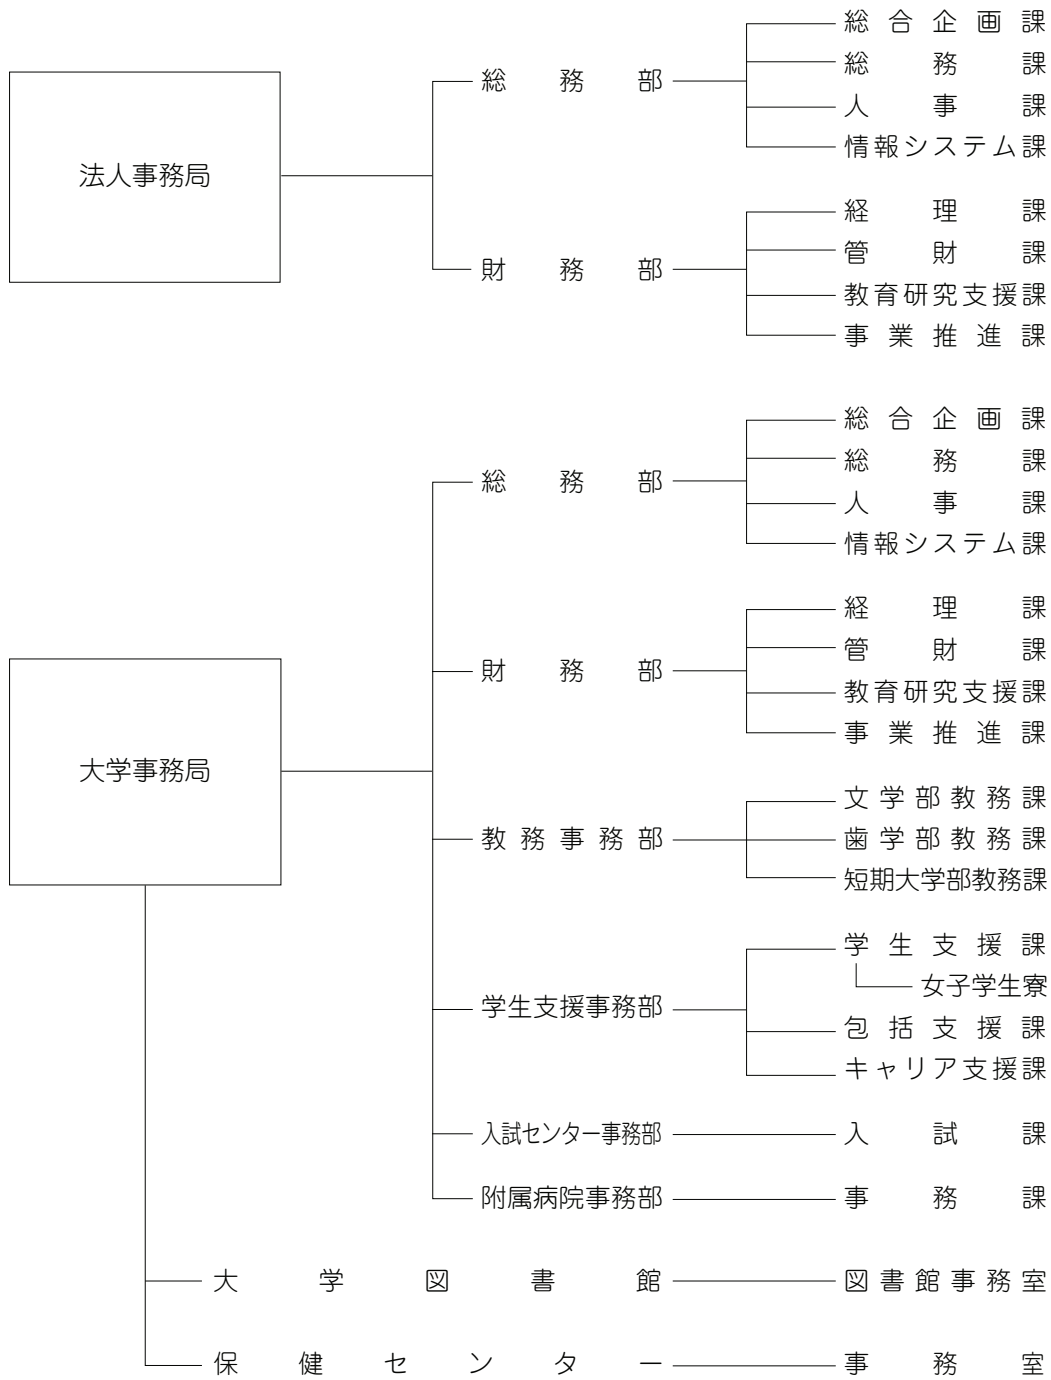 法人事務局
総務部
総合企画課
総務課
人事課
情報システム課
財務部
経理課
管財課
教育研究支援課
事業推進課
大学事務局
総務部
総合企画課
総務課
人事課
情報システム課
財務部
経理課
管財課
教育研究支援課
事業推進課
教務事務部
文学部教務課
歯学部教務課
短期大学部教務課
学生支援事務部
学生支援課
女子学生寮
包括支援課
キャリア支援課
入試センター事務部
入試課
附属病院事務部
事務課
大学図書館
図書館事務室
保健センター
事務室